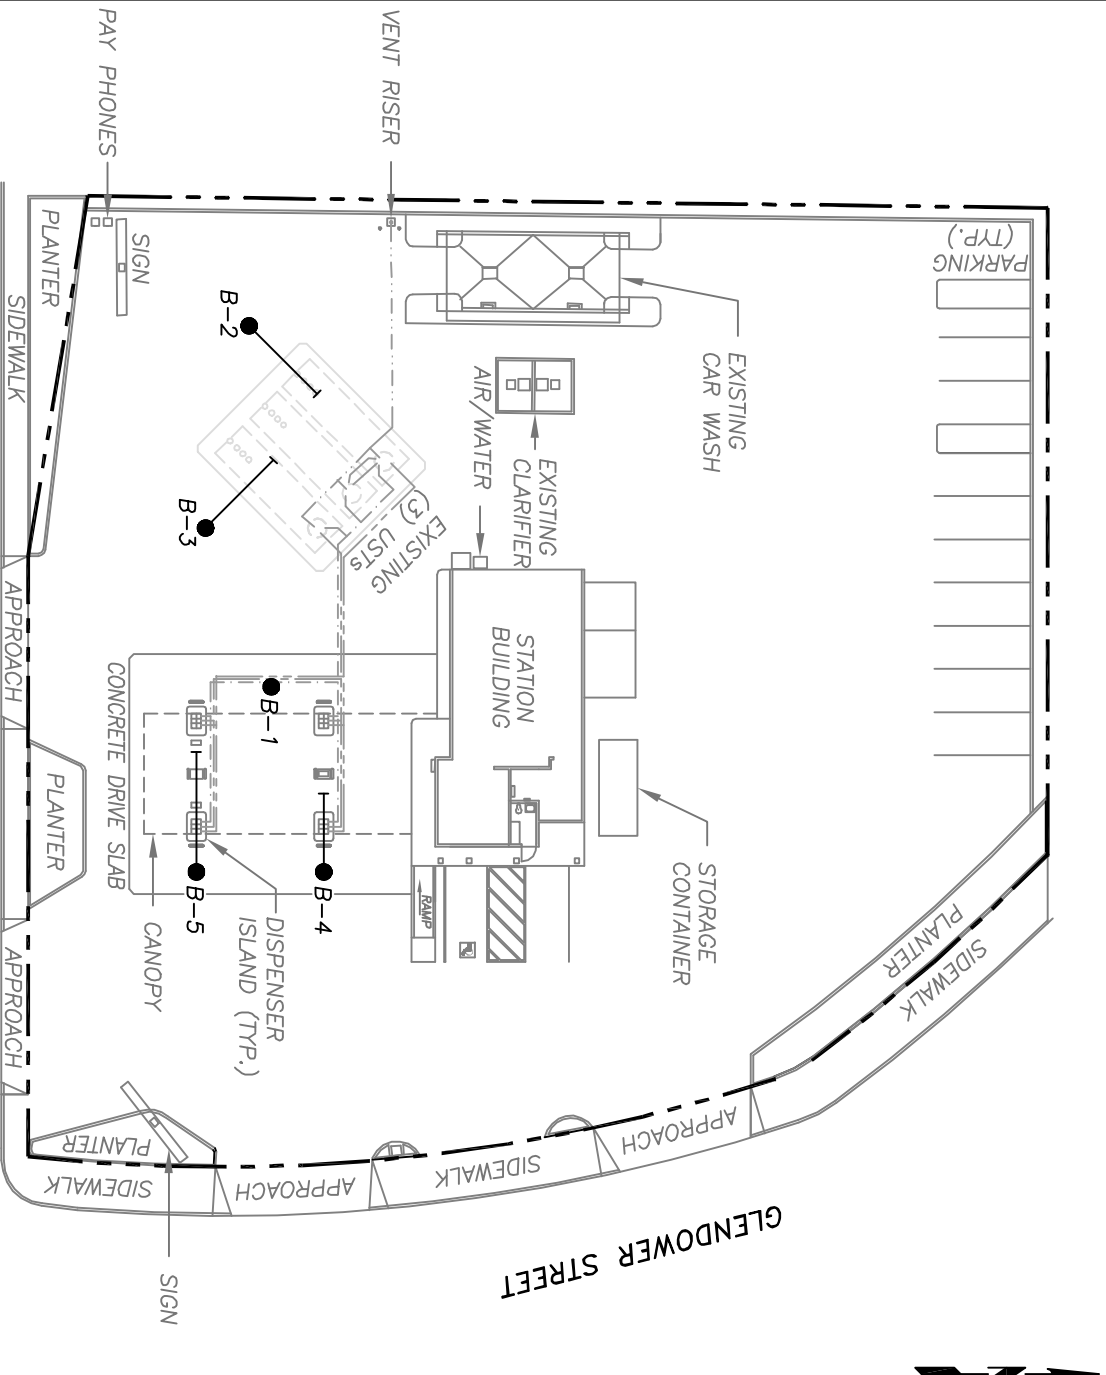 PAY PHONES
VENT RISER
PLANTER
SIGN
SIDEWALK
PARKING
(TYP.)
EXISTING
CAR WASH
AIR/WATER
EXISTING
CLARIFIER
B-2
B-3
(3)
EXISTING
USTs
APPROACH
STATION
BUILDING
CONCRETE DRIVE SLAB
B-1
PLANTER
B-5
B-4
RAMP
STORAGE
CONTAINER
CANOPY
DISPENSER
ISLAND (TYP.)
APPROACH
PLANTER
SIDEWALK
PLANTER
SIDEWALK
APPROACH
SIDEWALK
APPROACH
GLENDOWER STREET
SIGN